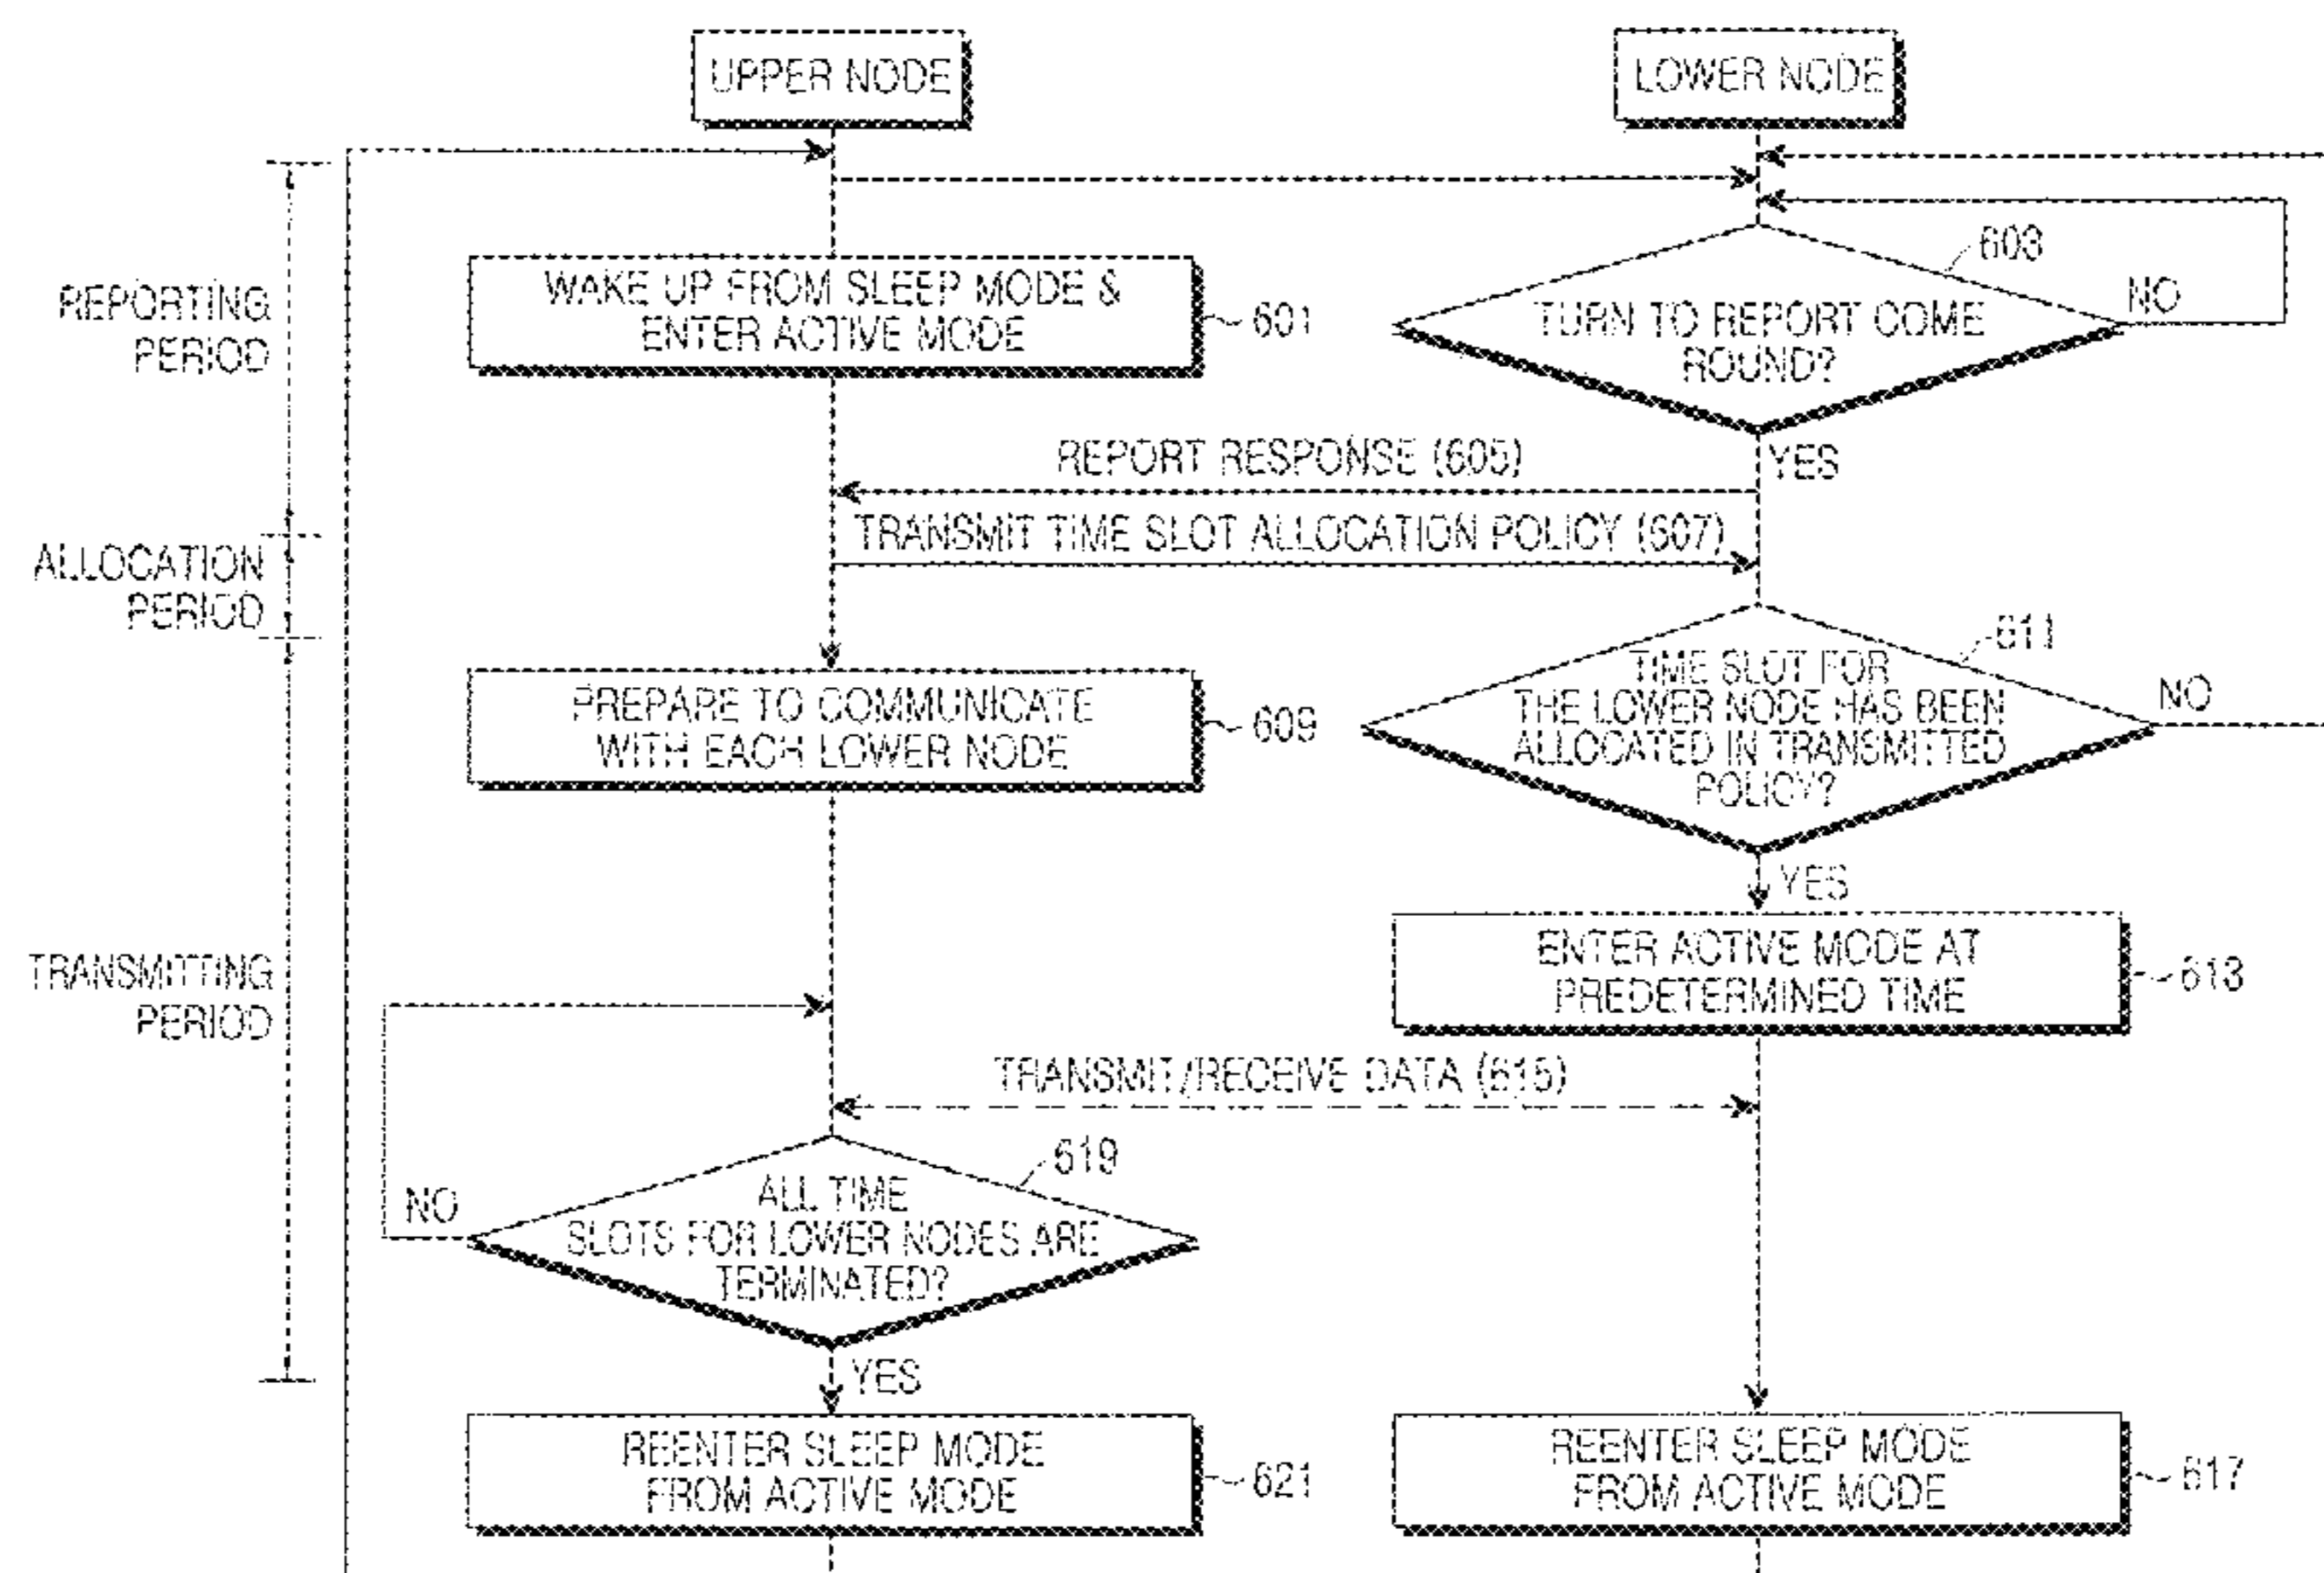 UPPER NODE
LOWER NODE
REPORTING
PERIOD
WAKE UP FROM SLEEP MODE &
ENTER ACTIVE MODE
601
603
TURN TO REPORT COME
ROUND?
NO
YES
REPORT RESPONSE (605)
TRANSMIT TIME SLOT ALLOCATION POLICY (607)
ALLOCATION
PERIOD
PREPARE TO COMMUNICATE
WITH EACH LOWER NODE
609
611
TIME SLOT FOR
THE LOWER NODE HAS BEEN
ALLOCATED IN TRANSMITTED
POLICY?
NO
YES
ENTER ACTIVE MODE AT
PREDETERMINED TIME
613
TRANSMITTING
PERIOD
TRANSMIT/RECEIVE DATA (615)
619
ALL TIME
SLOTS FOR LOWER NODES ARE
TERMINATED?
NO
YES
REENTER SLEEP MODE
FROM ACTIVE MODE
621
REENTER SLEEP MODE
FROM ACTIVE MODE
617